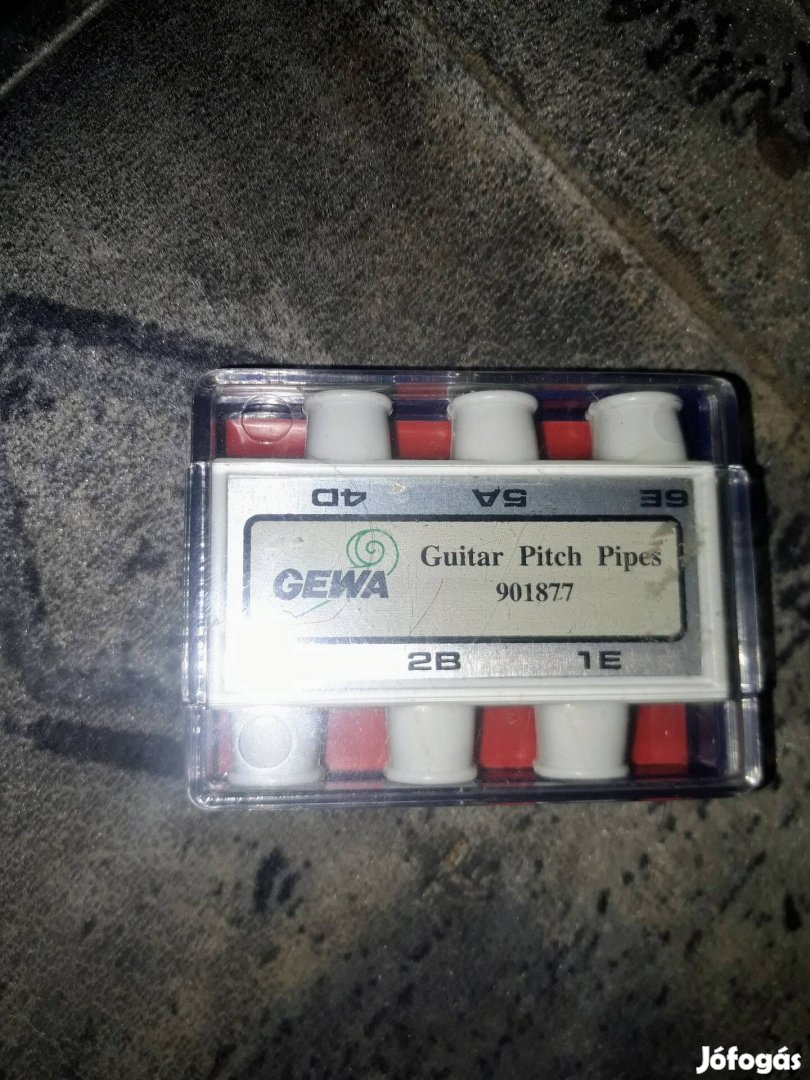 4D 5A 6E
GEWA
Guitar Pitch Pipes
901877
2B 1E
Jófogás